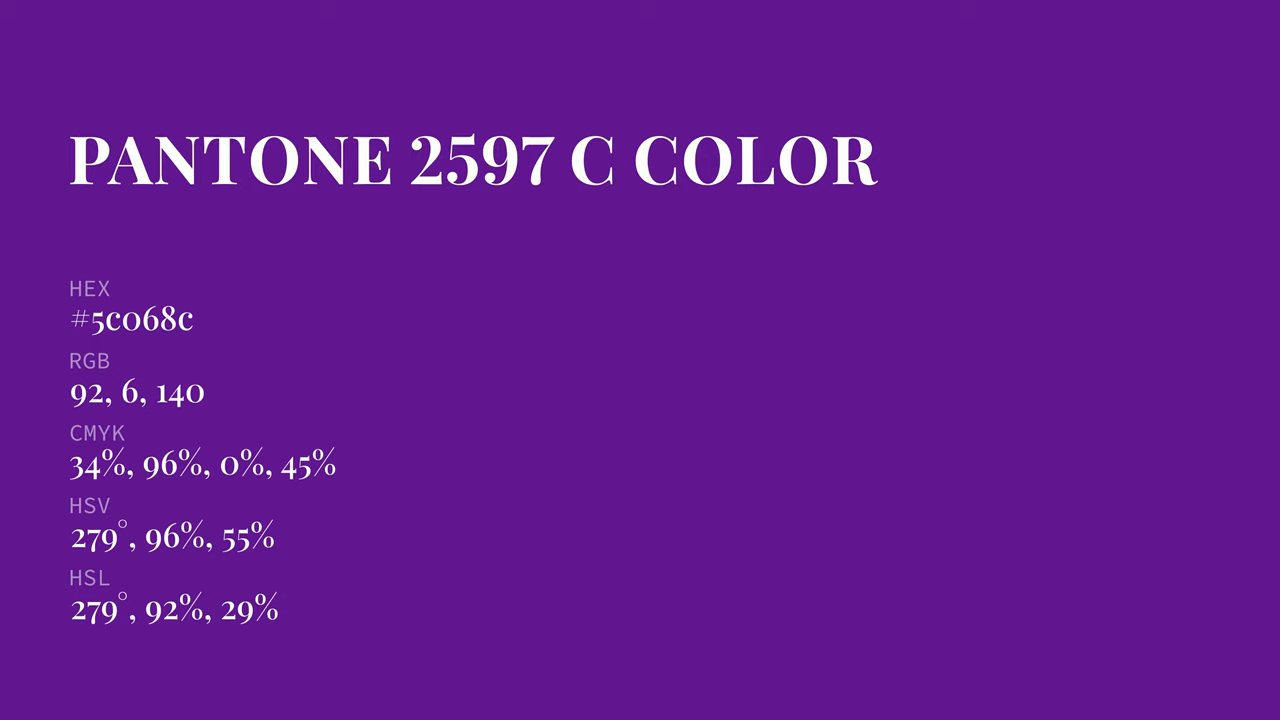 PANTONE 2597 C COLOR
HEX
#5c068c
RGB
92, 6, 140
CMYK
34%, 96%, 0%, 45%
HSV
279°, 96%, 55%
HSL
279°, 92%, 29%